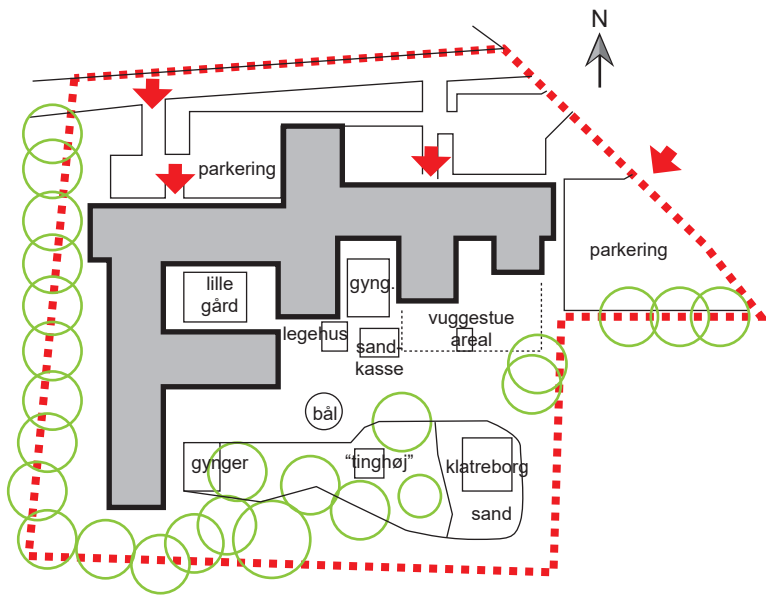 N
parkering
parkering
lille
gård
gyng.
legehus
sand-
kasse
vuggestue
areal
bål
gynger
“tinghøj”
klatreborg
sand